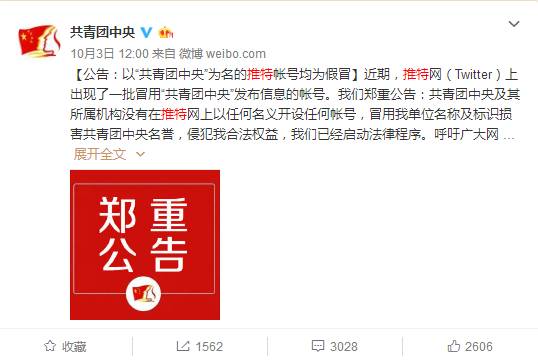 共青团中央
10月3日 12:00 来自 微博 weibo.com
【公告：以“共青团中央”为名的推特帐号均为假冒】近期，推特网（Twitter）上
出现了一批冒用“共青团中央”发布信息的帐号。我们郑重公告：共青团中央及其
所属机构没有在推特网上以任何名义开设任何帐号，冒用我单位名称及标识损
害共青团中央名誉，侵犯我合法权益，我们已经启动法律程序。呼吁广大网 ...
展开全文
郑重
公告
收藏
1562
3028
2606